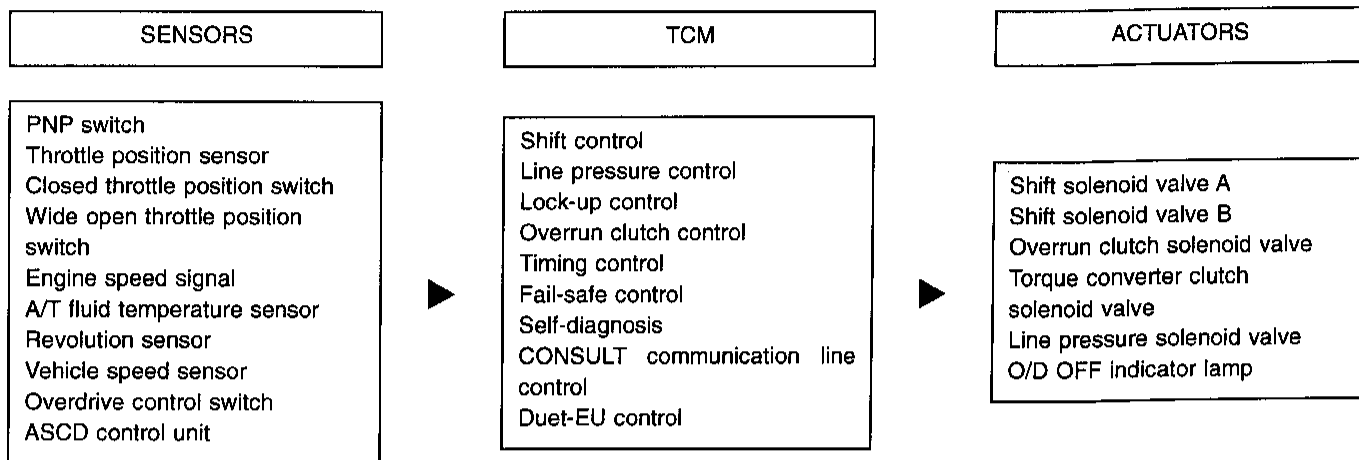 SENSORS
TCM
ACTUATORS
PNP switch
Throttle position sensor
Closed throttle position switch
Wide open throttle position
switch
Engine speed signal
A/T fluid temperature sensor
Revolution sensor
Vehicle speed sensor
Overdrive control switch
ASCD control unit
Shift control
Line pressure control
Lock-up control
Overrun clutch control
Timing control
Fail-safe control
Self-diagnosis
CONSULT communication line
control
Duet-EU control
Shift solenoid valve A
Shift solenoid valve B
Overrun clutch solenoid valve
Torque converter clutch
solenoid valve
Line pressure solenoid valve
O/D OFF indicator lamp